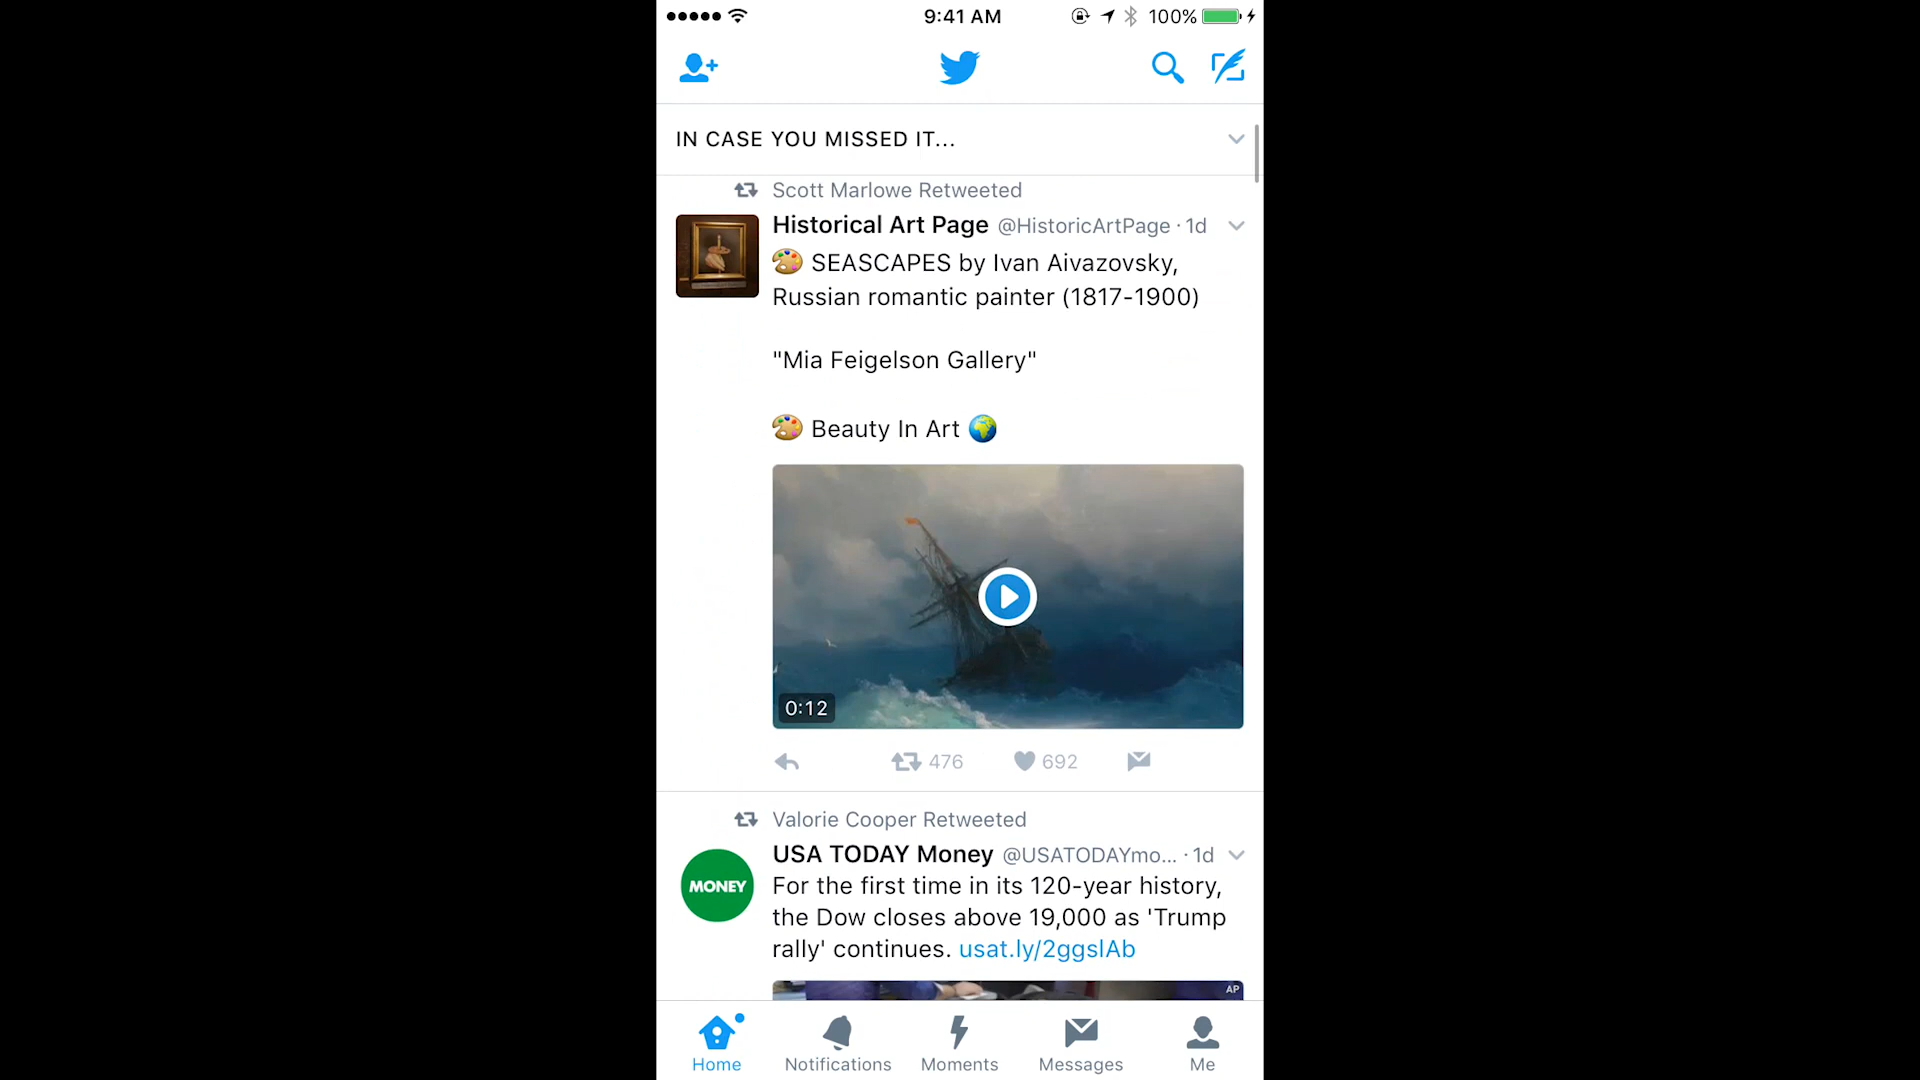 9:41 AM 100%
IN CASE YOU MISSED IT...
Scott Marlowe Retweeted
Historical Art Page @HistoricArtPage · 1d
🎨 SEASCAPES by Ivan Aivazovsky,
Russian romantic painter (1817-1900)
"Mia Feigelson Gallery"
🎨 Beauty In Art 🌍
0:12
476 692
Valorie Cooper Retweeted
USA TODAY Money @USATODAYmo... · 1d
MONEY
For the first time in its 120-year history,
the Dow closes above 19,000 as 'Trump
rally' continues. usat.ly/2ggslAb
AP
Home Notifications Moments Messages Me